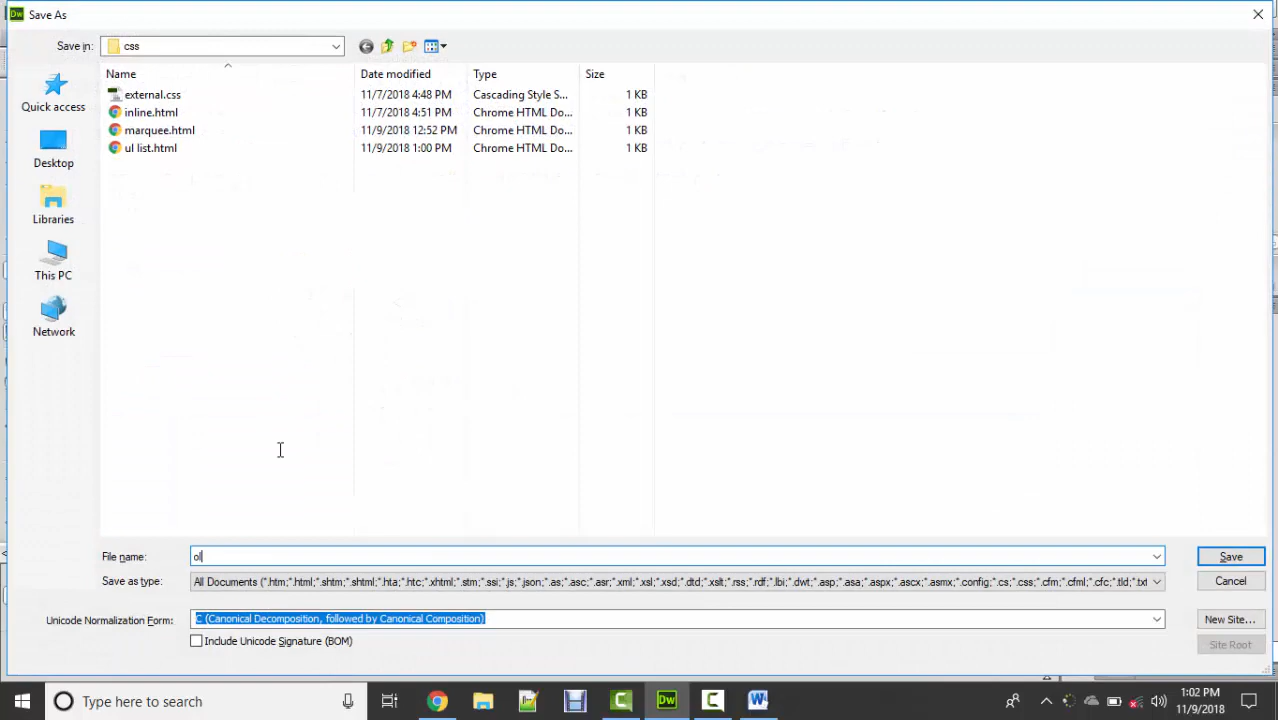 Dw Save As
Save in: css
Name Date modified Type Size
external.css 11/7/2018 4:48 PM Cascading Style S... 1 KB
inline.html 11/7/2018 4:51 PM Chrome HTML Do... 1 KB
marquee.html 11/9/2018 12:52 PM Chrome HTML Do... 1 KB
ul list.html 11/9/2018 1:00 PM Chrome HTML Do... 1 KB
Quick access
Desktop
Libraries
This PC
Network
File name: ol Save
Save as type: All Documents (*.htm;*.html;*.shtm;*.shtml;*.hta;*.htc;*.xhtml;*.stm;*.ssi;*.js;*.json;*.as;*.asc;*.asr;*.xml;*.xsl;*.xsd;*.dtd;*.xslt;*.rss;*.rdf;*.lbi;*.dwt;*.asp;*.asa;*.aspx;*.ascx;*.asmx;*.config;*.cs;*.css;*.cfm;*.cfml;*.cfc;*.tld;*.txt Cancel
Unicode Normalization Form: C (Canonical Decomposition, followed by Canonical Composition) New Site...
Include Unicode Signature (BOM) Site Root
Type here to search Dw W 1:02 PM
11/9/2018